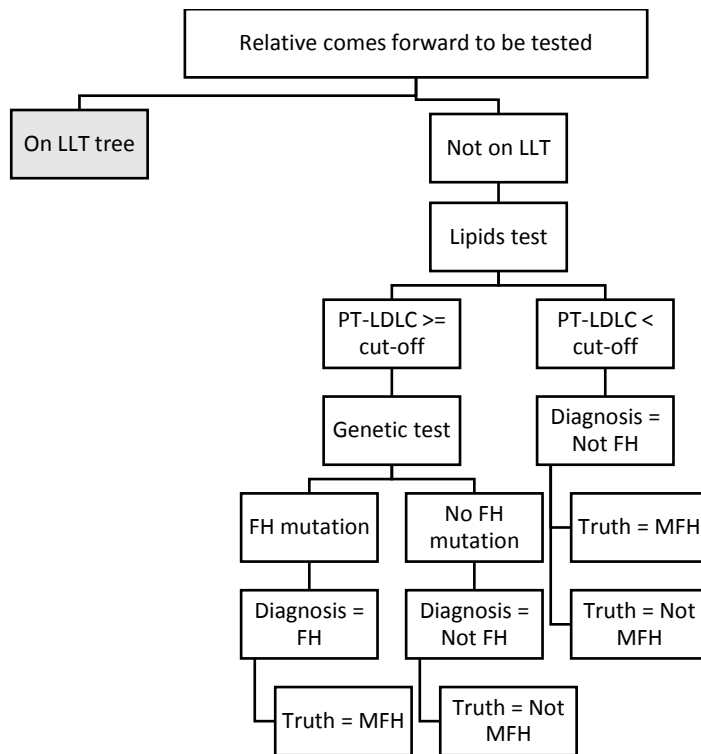 Relative comes forward to be tested
On LLT tree
Not on LLT
Lipids test
PT-LDLC >=
cut-off
PT-LDLC <
cut-off
Genetic test
Diagnosis =
Not FH
FH mutation
No FH
mutation
Truth = MFH
Diagnosis =
FH
Diagnosis =
Not FH
Truth = Not
MFH
Truth = MFH
Truth = Not
MFH